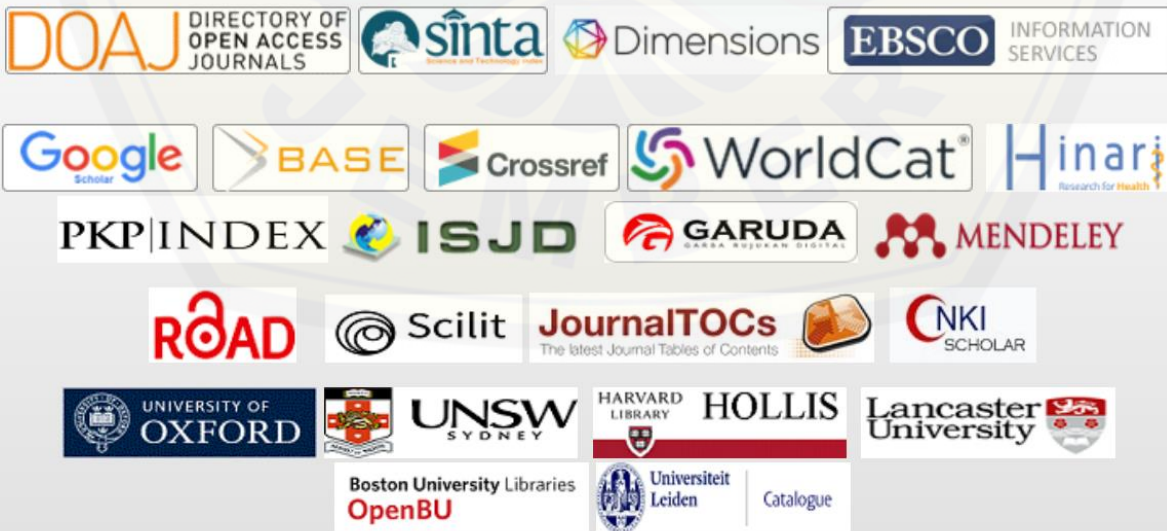 DOAJ DIRECTORY OF OPEN ACCESS JOURNALS
sinta
Science and Technology Index
Dimensions
EBSCO INFORMATION SERVICES
Google
Scholar
BASE
Crossref
WorldCat®
Hinari
Research for Health
PKP|INDEX
ISJD
GARUDA
GARBA RUJUKAN DIGITAL
MENDELEY
ROAD
Scilit
JournalTOCs
The latest Journal Tables of Contents
CNKI
SCHOLAR
UNIVERSITY OF
OXFORD
UNSW
SYDNEY
HARVARD
LIBRARY
HOLLIS
Lancaster
University
Boston University Libraries
OpenBU
Universiteit
Leiden
Catalogue